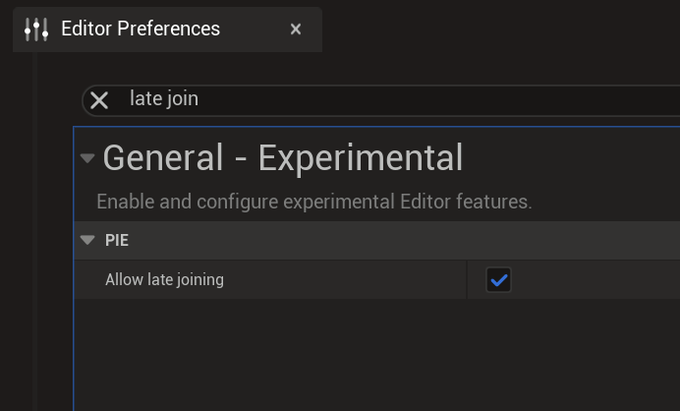 Editor Preferences
late join
General - Experimental
Enable and configure experimental Editor features.
PIE
Allow late joining